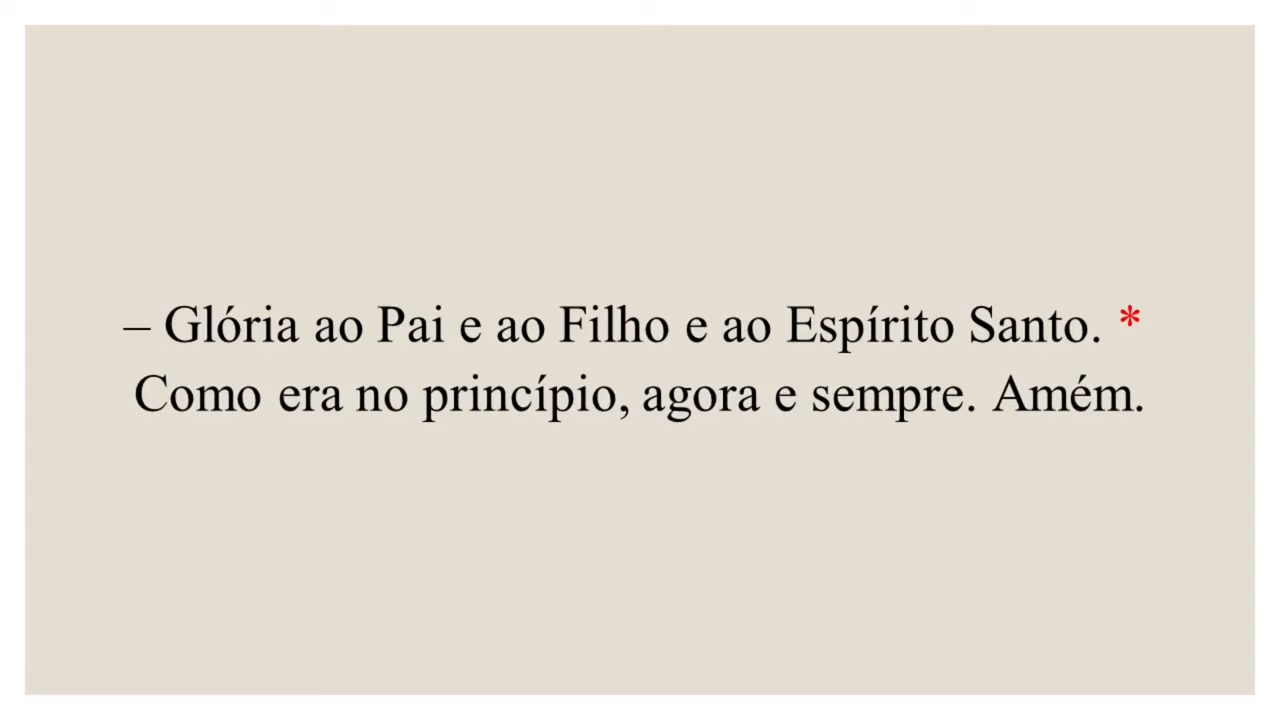 – Glória ao Pai e ao Filho e ao Espírito Santo. *
Como era no princípio, agora e sempre. Amém.